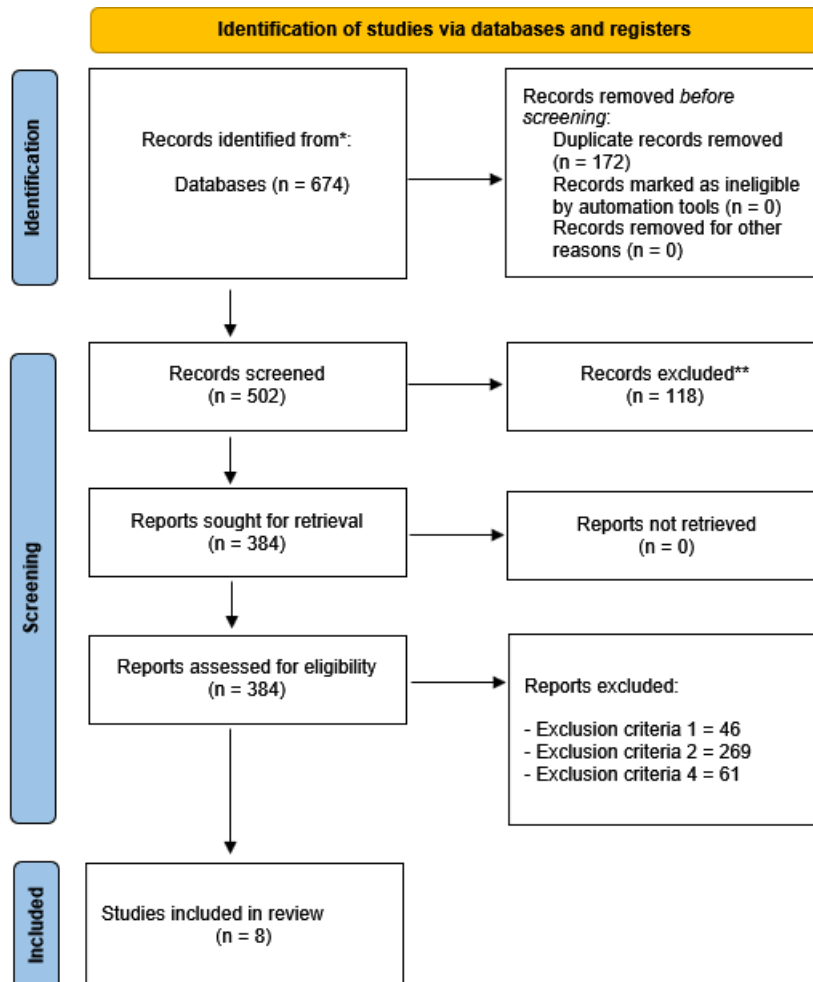 Identification of studies via databases and registers
Identification
Records identified from*:
Databases (n = 674)
Records removed before
screening:
Duplicate records removed
(n = 172)
Records marked as ineligible
by automation tools (n = 0)
Records removed for other
reasons (n = 0)
Screening
Records screened
(n = 502)
Records excluded**
(n = 118)
Reports sought for retrieval
(n = 384)
Reports not retrieved
(n = 0)
Reports assessed for eligibility
(n = 384)
Reports excluded:
- Exclusion criteria 1 = 46
- Exclusion criteria 2 = 269
- Exclusion criteria 4 = 61
Included
Studies included in review
(n = 8)